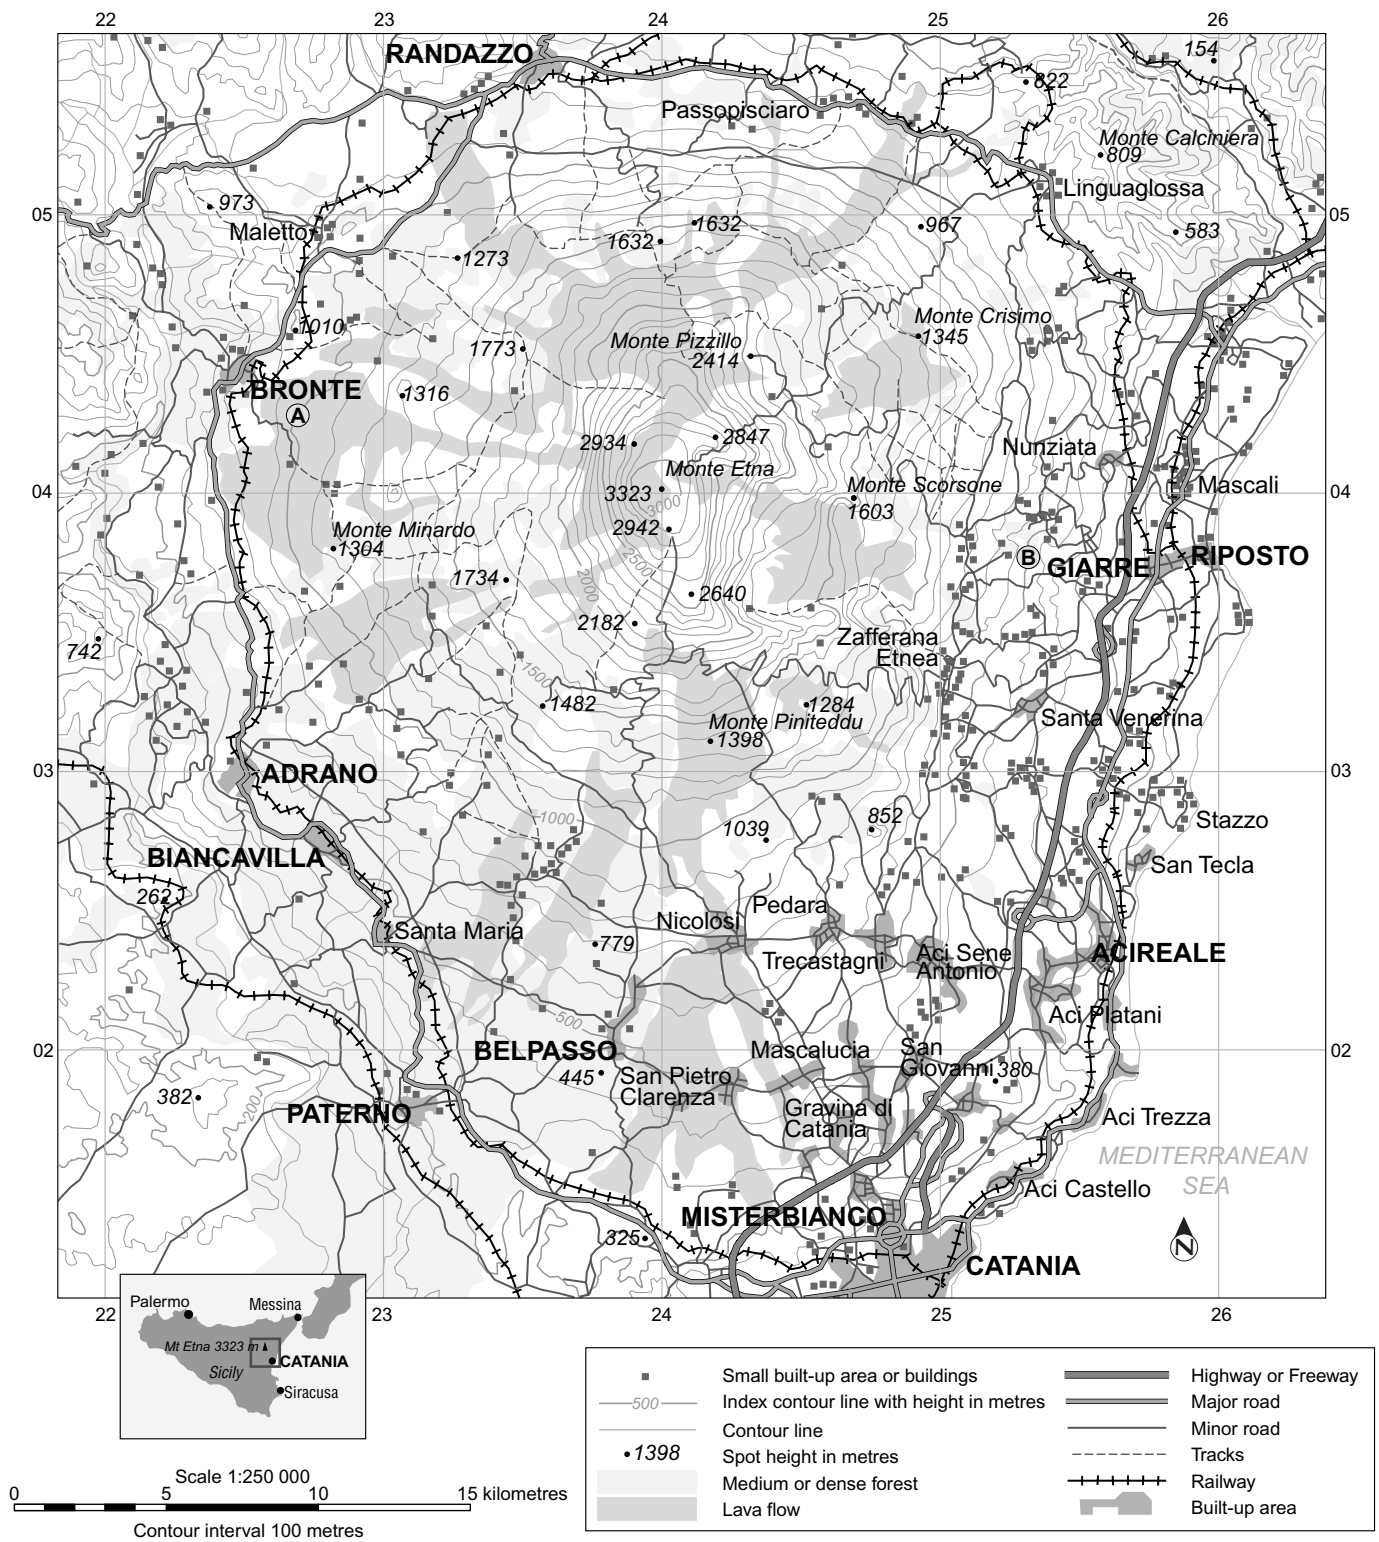 22 23 24 25 26
RANDAZZO
154
822
Passopisciaro
Monte Calciniera
809
Linguaglossa
973
05 05
Maletto
1632
1632
967
583
1273
1010
Monte Crisimo
1345
Monte Pizzillo
2414
1773
BRONTE
1316
A
2934
2847
Nunziata
Monte Etna
04 04
3323
3000
Monte Scorsone
1603
Mascali
2942
Monte Minardo
1304
2500
B
GIARRE
RIPOSTO
1734
2000
2640
2182
Zafferana
Etnea
742
1500
1482
1284
Monte Piniteddu
1398
Santa Venerina
03 03
ADRANO
1000
1039
852
Stazzo
BIANCAVILLA
San Tecla
262
Santa Maria
Nicolosi
Pedara
779
Trecastagni
Aci Sene
Antonio
ACIREALE
500
Aci Platani
02 02
BELPASSO
Mascalucia
San
Giovanni
380
445
San Pietro
Clarenza
382
200
PATERNO
Gravina di
Catania
Aci Trezza
MEDITERRANEAN
SEA
Aci Castello
MISTERBIANCO
325
N
CATANIA
22 23 24 25 26
Palermo
Messina
Mt Etna 3323 m
CATANIA
Sicily
Siracusa
Small built-up area or buildings
500 Index contour line with height in metres
Contour line
1398 Spot height in metres
Medium or dense forest
Lava flow
Highway or Freeway
Major road
Minor road
Tracks
Railway
Built-up area
Scale 1:250 000
0 5 10 15 kilometres
Contour interval 100 metres